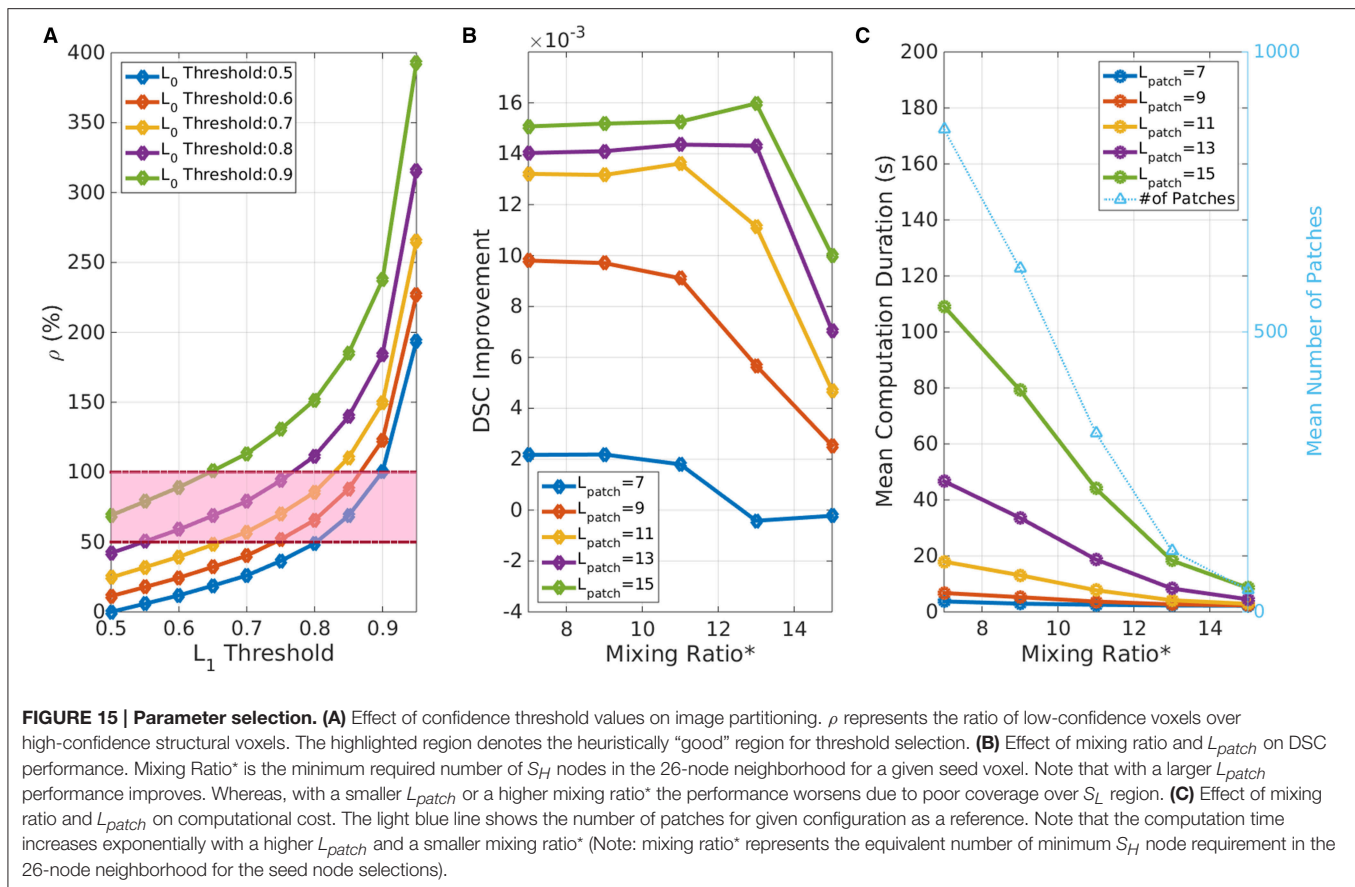 A
400
350
300
250
200
150
100
50
0
ρ (%)
L0 Threshold:0.5
L0 Threshold:0.6
L0 Threshold:0.7
L0 Threshold:0.8
L0 Threshold:0.9
0.5 0.6 0.7 0.8 0.9
L1 Threshold
B
×10-3
16
14
12
10
8
6
4
2
0
-2
-4
DSC Improvement
Lpatch=7
Lpatch=9
Lpatch=11
Lpatch=13
Lpatch=15
8 10 12 14
Mixing Ratio*
C
200
180
160
140
120
100
80
60
40
20
0
Mean Computation Duration (s)
Lpatch=7
Lpatch=9
Lpatch=11
Lpatch=13
Lpatch=15
#of Patches
1000
500
0
Mean Number of Patches
8 10 12 14
Mixing Ratio*
FIGURE 15 | Parameter selection. (A) Effect of confidence threshold values on image partitioning. ρ represents the ratio of low-confidence voxels over
high-confidence structural voxels. The highlighted region denotes the heuristically “good” region for threshold selection. (B) Effect of mixing ratio and Lpatch on DSC
performance. Mixing Ratio* is the minimum required number of SH nodes in the 26-node neighborhood for a given seed voxel. Note that with a larger Lpatch
performance improves. Whereas, with a smaller Lpatch or a higher mixing ratio* the performance worsens due to poor coverage over SL region. (C) Effect of mixing
ratio and Lpatch on computational cost. The light blue line shows the number of patches for given configuration as a reference. Note that the computation time
increases exponentially with a higher Lpatch and a smaller mixing ratio* (Note: mixing ratio* represents the equivalent number of minimum SH node requirement in the
26-node neighborhood for the seed node selections).